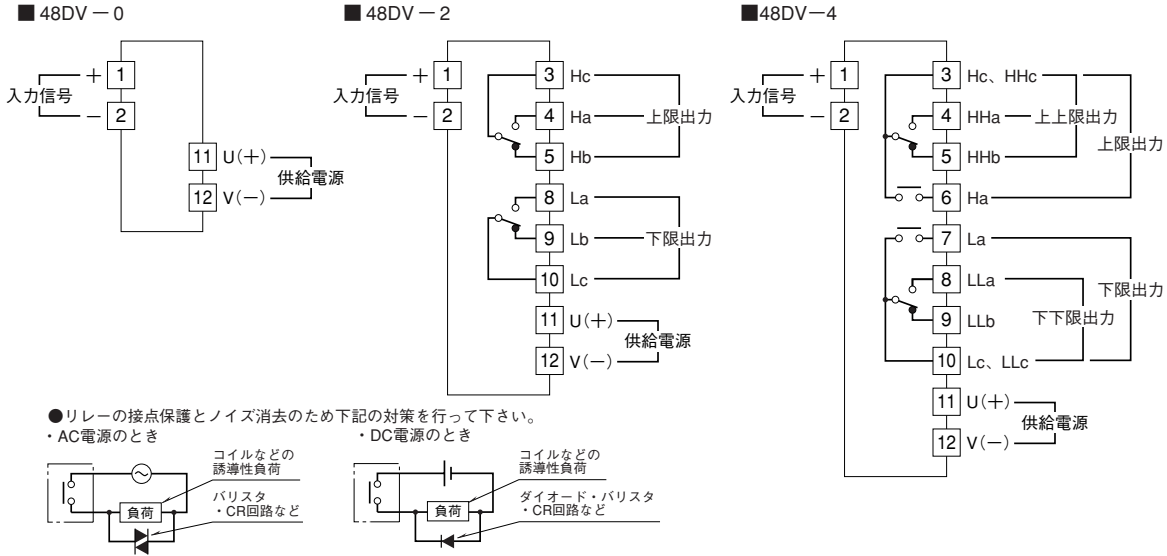 ■ 48DV－0
＋ 1
入力信号
－ 2
11 U(＋)
供給電源
12 V(－)
■ 48DV－2
＋ 1
入力信号
－ 2
3 Hc
4 Ha
上限出力
5 Hb
8 La
9 Lb
下限出力
10 Lc
11 U(＋)
供給電源
12 V(－)
■48DV－4
＋ 1
入力信号
－ 2
3 Hc、HHc
4 HHa
上上限出力
5 HHb
上限出力
6 Ha
7 La
8 LLa
下限出力
9 LLb
下下限出力
10 Lc、LLc
11 U(＋)
供給電源
12 V(－)
●リレーの接点保護とノイズ消去のため下記の対策を行って下さい。
・AC電源のとき
コイルなどの
誘導性負荷
バリスタ
・CR回路など
負荷
・DC電源のとき
コイルなどの
誘導性負荷
ダイオード・バリスタ
・CR回路など
負荷